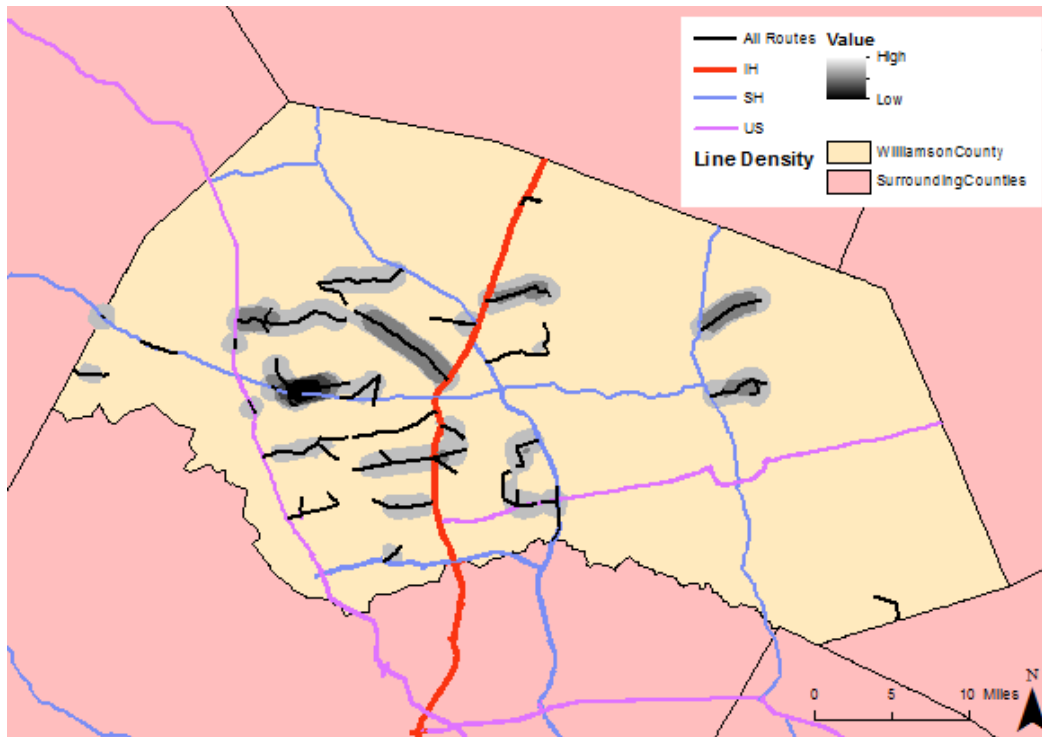 All Routes
IH
SH
US
Line Density
Value
High
Low
WilliamsonCounty
SurroundingCounties
N
0 5 10 Miles